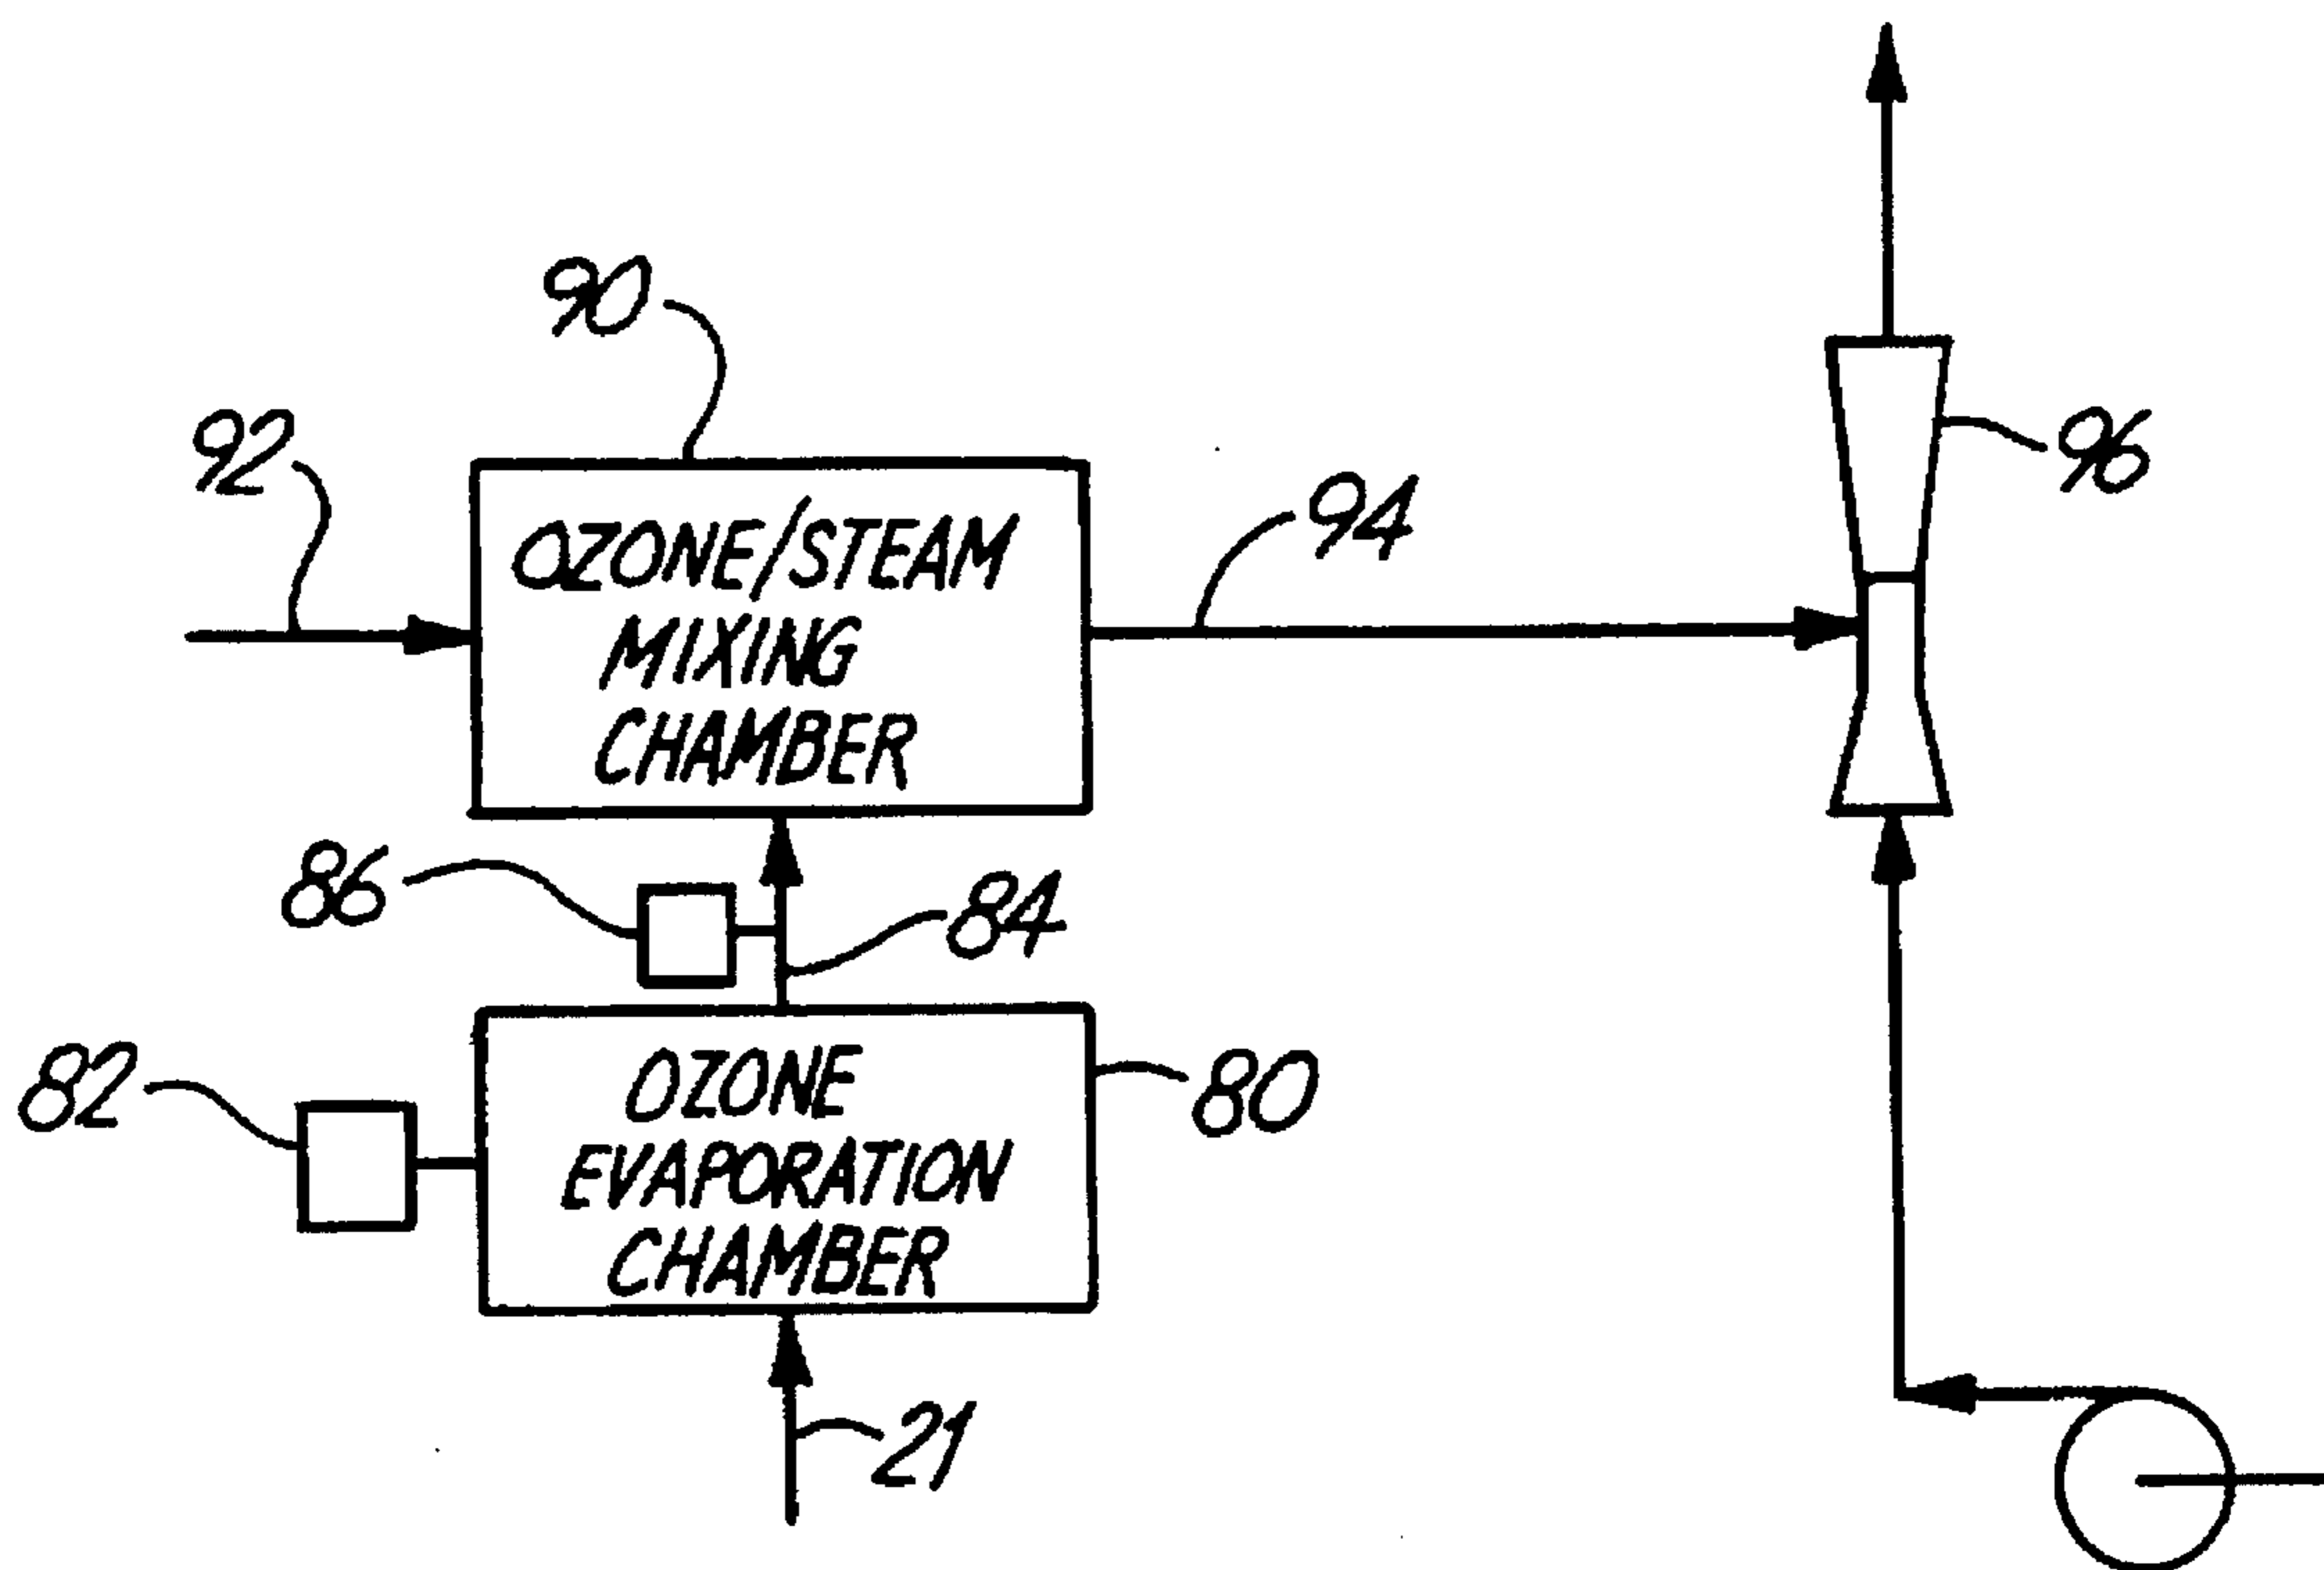 90
92
96
OZONE/STEAM
MIXING
CHAMBER
94
86
84
82
OZONE
EVAPORATION
CHAMBER
80
21